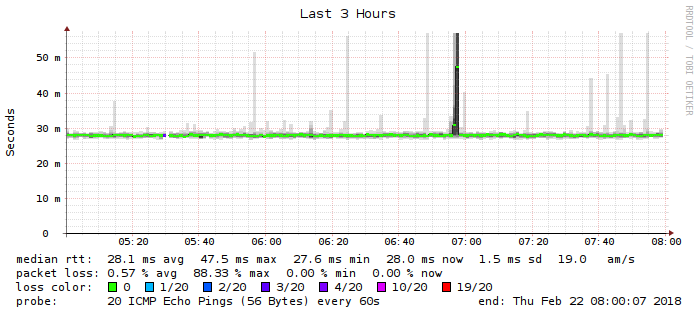 Last 3 Hours
RRDTOOL / TOBI OETIKER
Seconds
50 m
40 m
30 m
20 m
10 m
0
05:20 05:40 06:00 06:20 06:40 07:00 07:20 07:40 08:00
median rtt: 28.1 ms avg 47.5 ms max 27.6 ms min 28.0 ms now 1.5 ms sd 19.0 am/s
packet loss: 0.57 % avg 88.33 % max 0.00 % min 0.00 % now
loss color: 0 1/20 2/20 3/20 4/20 10/20 19/20
probe: 20 ICMP Echo Pings (56 Bytes) every 60s end: Thu Feb 22 08:00:07 2018